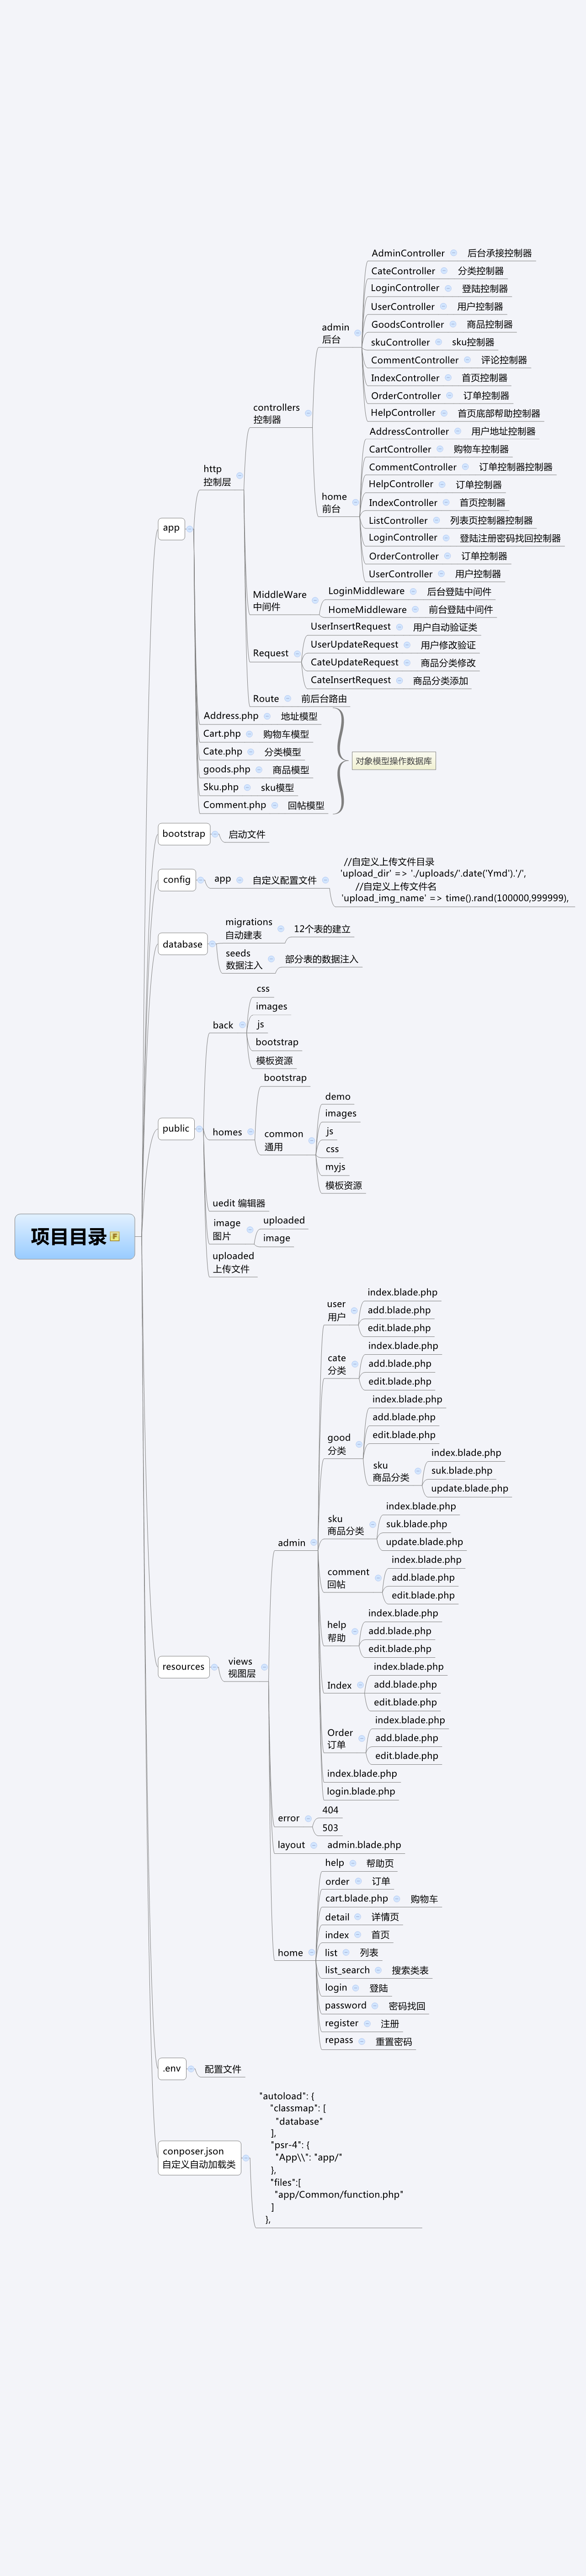 项目目录
app
http
控制层
controllers
控制器
admin
后台
AdminController
后台承接控制器
CateController
分类控制器
LoginController
登陆控制器
UserController
用户控制器
GoodsController
商品控制器
skuController
sku控制器
CommentController
评论控制器
IndexController
首页控制器
OrderController
订单控制器
HelpController
首页底部帮助控制器
home
前台
AddressController
用户地址控制器
CartController
购物车控制器
CommentController
订单控制器控制器
HelpController
订单控制器
IndexController
首页控制器
ListController
列表页控制器控制器
LoginController
登陆注册密码找回控制器
OrderController
订单控制器
UserController
用户控制器
MiddleWare
中间件
LoginMiddleware
后台登陆中间件
HomeMiddleware
前台登陆中间件
Request
UserInsertRequest
用户自动验证类
UserUpdateRequest
用户修改验证
CateUpdateRequest
商品分类修改
CateInsertRequest
商品分类添加
Route
前后台路由
Address.php
地址模型
Cart.php
购物车模型
Cate.php
分类模型
goods.php
商品模型
Sku.php
sku模型
Comment.php
回帖模型
对象模型操作数据库
bootstrap
启动文件
config
app
自定义配置文件
//自定义上传文件目录
'upload_dir' => './uploads/'.date('Ymd').'/',
//自定义上传文件名
'upload_img_name' => time().rand(100000,999999),
database
migrations
自动建表
12个表的建立
seeds
数据注入
部分表的数据注入
public
back
css
images
js
bootstrap
模板资源
homes
bootstrap
common
通用
demo
images
js
css
myjs
模板资源
uedit 编辑器
image
图片
uploaded
image
uploaded
上传文件
resources
views
视图层
admin
user
用户
index.blade.php
add.blade.php
edit.blade.php
cate
分类
index.blade.php
add.blade.php
edit.blade.php
good
分类
index.blade.php
add.blade.php
edit.blade.php
sku
商品分类
index.blade.php
suk.blade.php
update.blade.php
sku
商品分类
index.blade.php
suk.blade.php
update.blade.php
comment
回帖
index.blade.php
add.blade.php
edit.blade.php
help
帮助
index.blade.php
add.blade.php
edit.blade.php
Index
index.blade.php
add.blade.php
edit.blade.php
Order
订单
index.blade.php
add.blade.php
edit.blade.php
index.blade.php
login.blade.php
error
404
503
layout
admin.blade.php
home
help
帮助页
order
订单
cart.blade.php
购物车
detail
详情页
index
首页
list
列表
list_search
搜索类表
login
登陆
password
密码找回
register
注册
repass
重置密码
.env
配置文件
conposer.json
自定义自动加载类
"autoload": {
"classmap": [
"database"
],
"psr-4": {
"App\\": "app/"
},
"files":[
"app/Common/function.php"
]
},